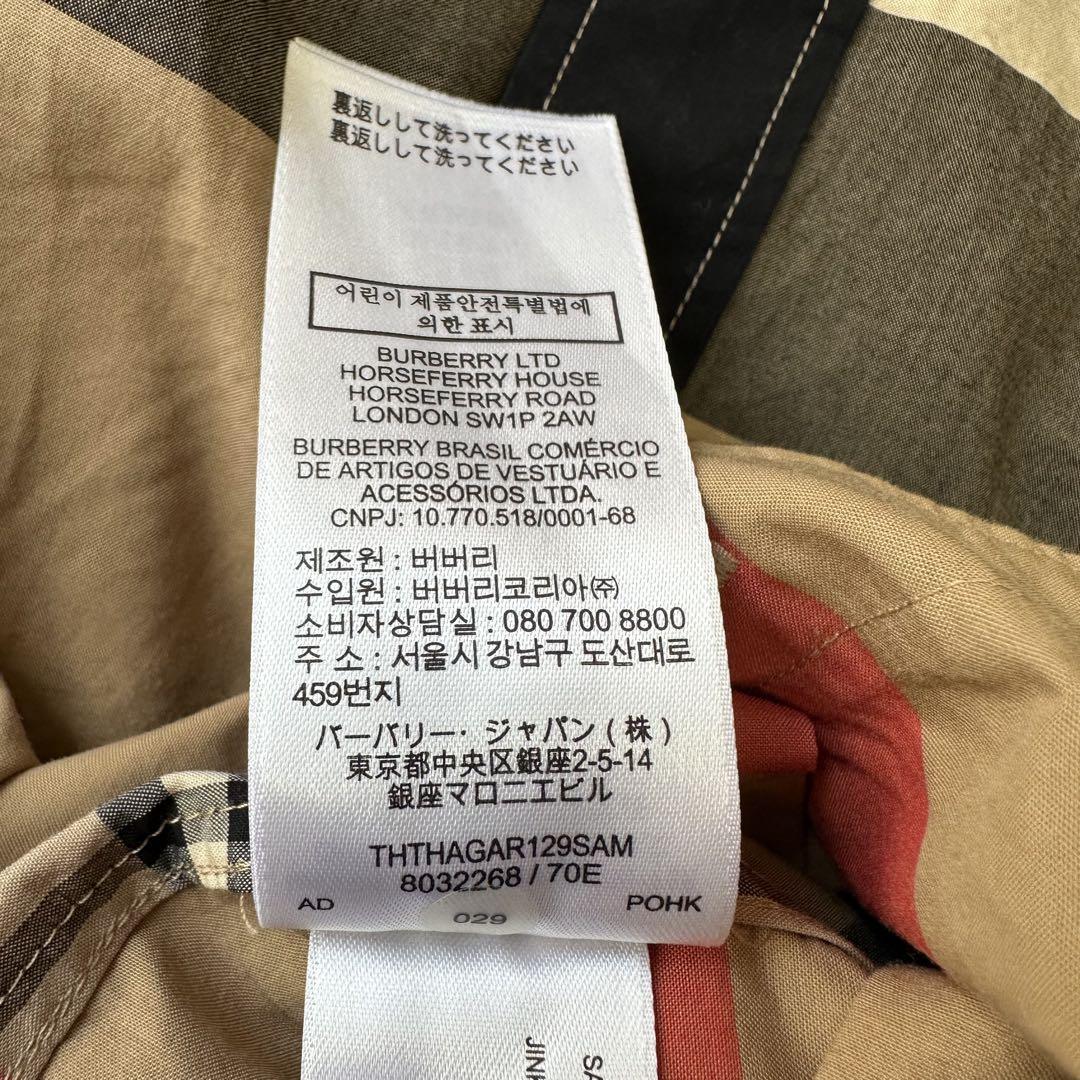 裏返しして洗ってください
裏返しして洗ってください
어린이 제품안전특별법에
의한 표시
BURBERRY LTD
HORSEFERRY HOUSE
HORSEFERRY ROAD
LONDON SW1P 2AW
BURBERRY BRASIL COMÉRCIO
DE ARTIGOS DE VESTUÁRIO E
ACESSÓRIOS LTDA.
CNPJ: 10.770.518/0001-68
제조원 : 버버리
수입원 : 버버리코리아㈜
소비자상담실 : 080 700 8800
주 소 : 서울시 강남구 도산대로
459번지
バーバリー・ジャパン ( 株 )
東京都中央区銀座2-5-14
銀座マロニエビル
THTHAGAR129SAM
8032268 / 70E
AD 029 POHK